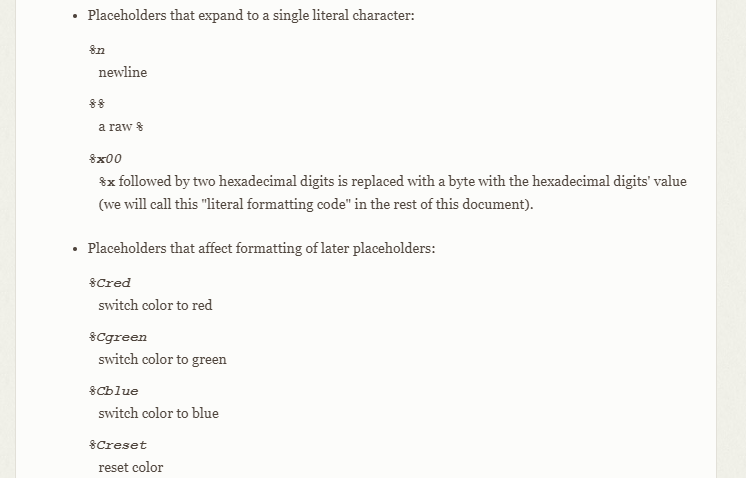 • Placeholders that expand to a single literal character:
%n
newline
%%
a raw %
%x00
%x followed by two hexadecimal digits is replaced with a byte with the hexadecimal digits' value
(we will call this "literal formatting code" in the rest of this document).
• Placeholders that affect formatting of later placeholders:
%Cred
switch color to red
%Cgreen
switch color to green
%Cblue
switch color to blue
%Creset
reset color